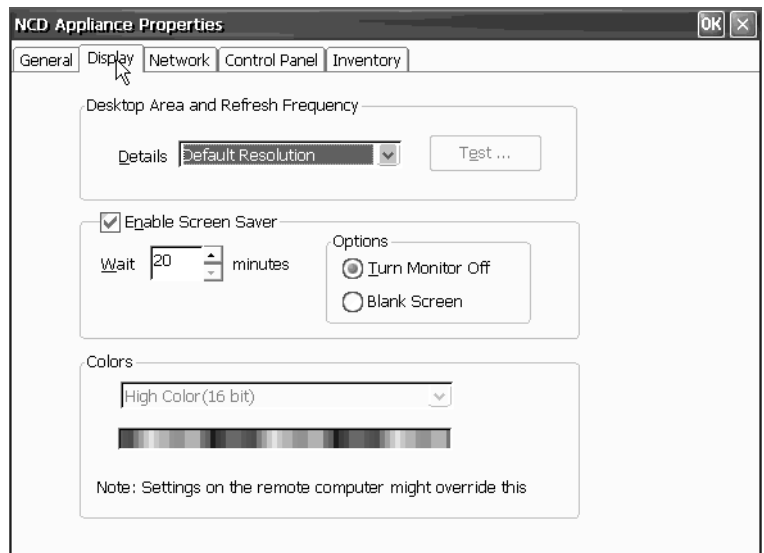 NCD Appliance Properties OK
General Display Network Control Panel Inventory
Desktop Area and Refresh Frequency
Details Default Resolution Test ...
Enable Screen Saver
Wait 20 minutes
Options
Turn Monitor Off
Blank Screen
Colors
High Color(16 bit)
Note: Settings on the remote computer might override this